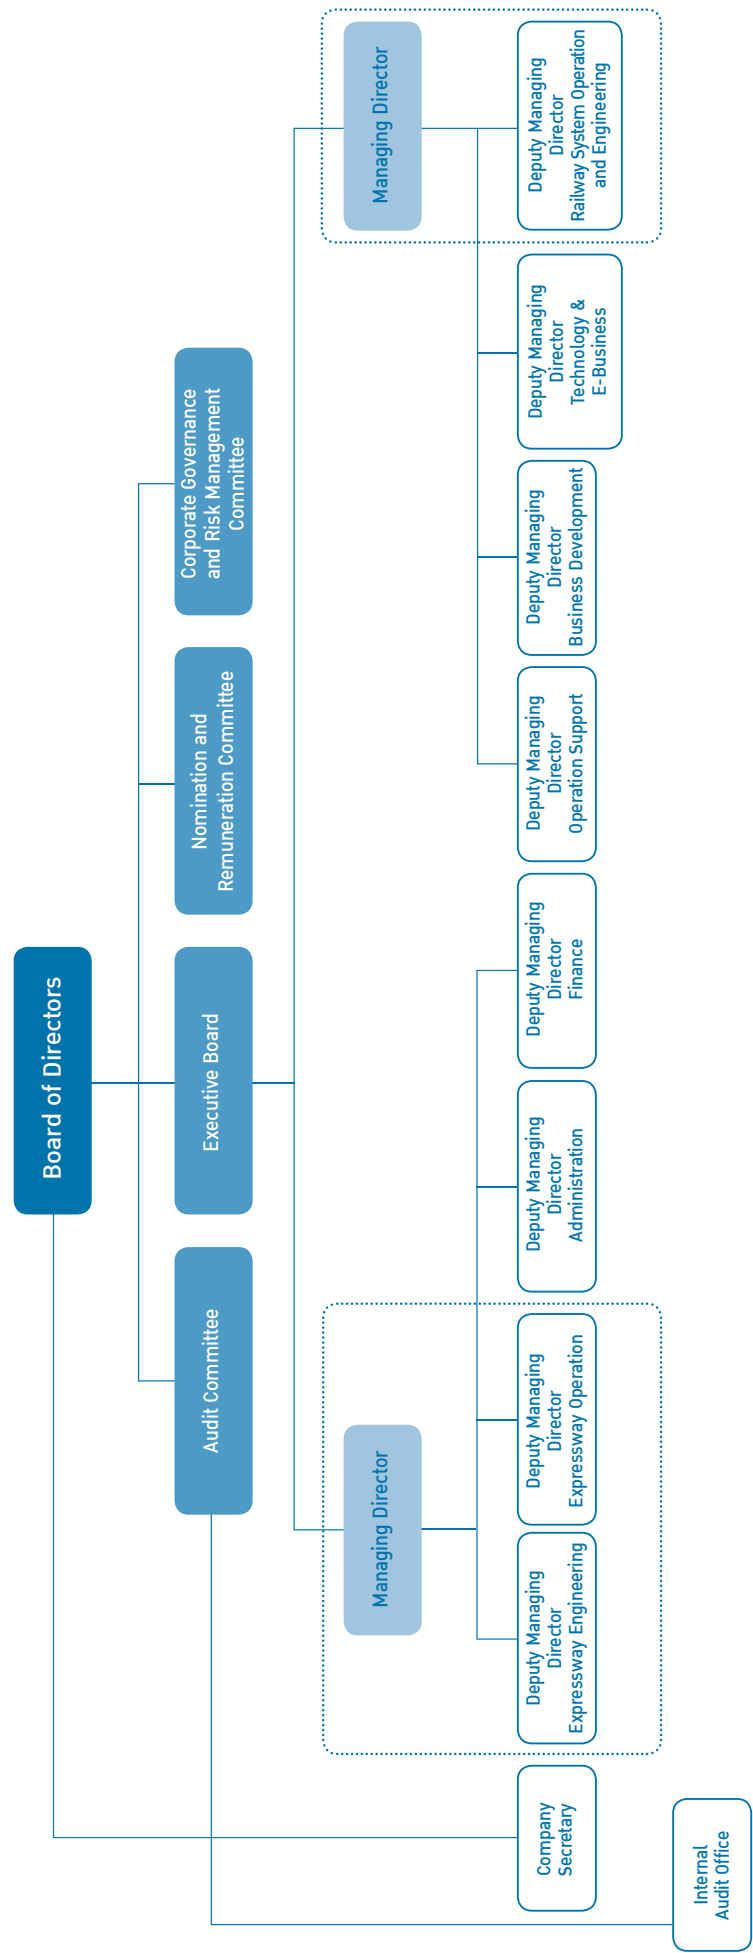 Board of Directors
Audit Committee
Executive Board
Nomination and
Remuneration Committee
Corporate Governance
and Risk Management
Committee
Managing Director
Managing Director
Company
Secretary
Deputy Managing
Director
Expressway Engineering
Deputy Managing
Director
Expressway Operation
Deputy Managing
Director
Administration
Deputy Managing
Director
Finance
Deputy Managing
Director
Operation Support
Deputy Managing
Director
Business Development
Deputy Managing
Director
Technology &
E-Business
Deputy Managing
Director
Railway System Operation
and Engineering
Internal
Audit Office